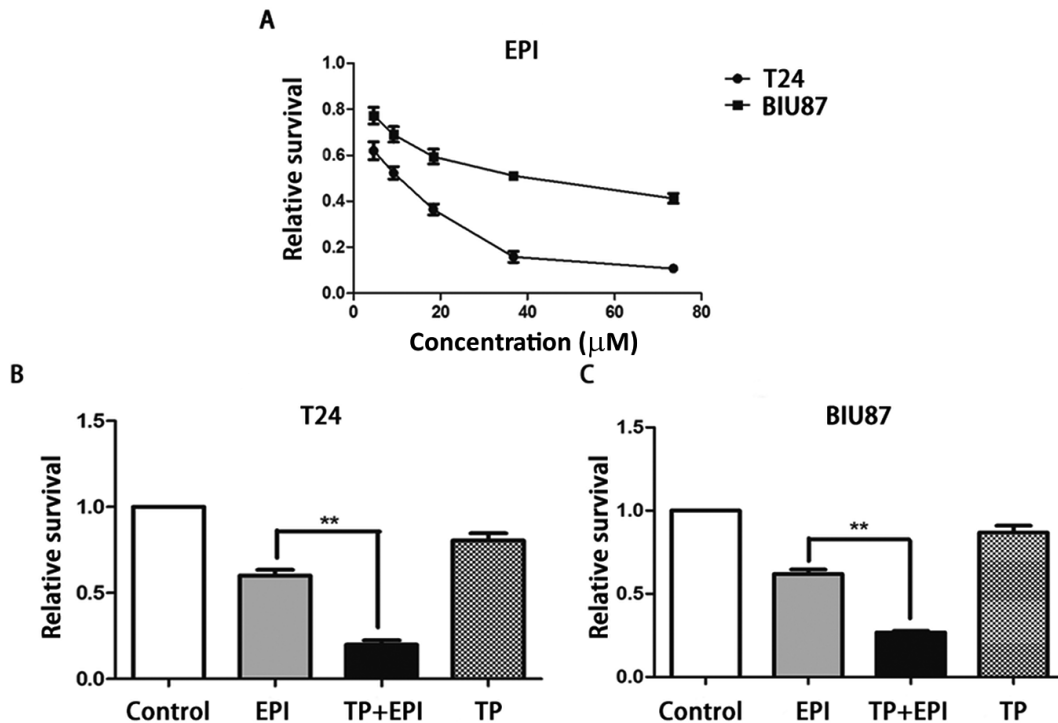 A
EPI
T24
BIU87
Relative survival
1.0
0.8
0.6
0.4
0.2
0.0
0 20 40 60 80
Concentration (μM)
B
T24
Relative survival
1.5
1.0
0.5
0.0
**
Control EPI TP+EPI TP
C
BIU87
Relative survival
1.5
1.0
0.5
0.0
**
Control EPI TP+EPI TP